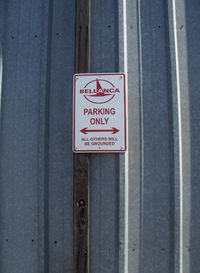 BELLANCA
PARKING
ONLY
ALL OTHERS WILL
BE GROUNDED